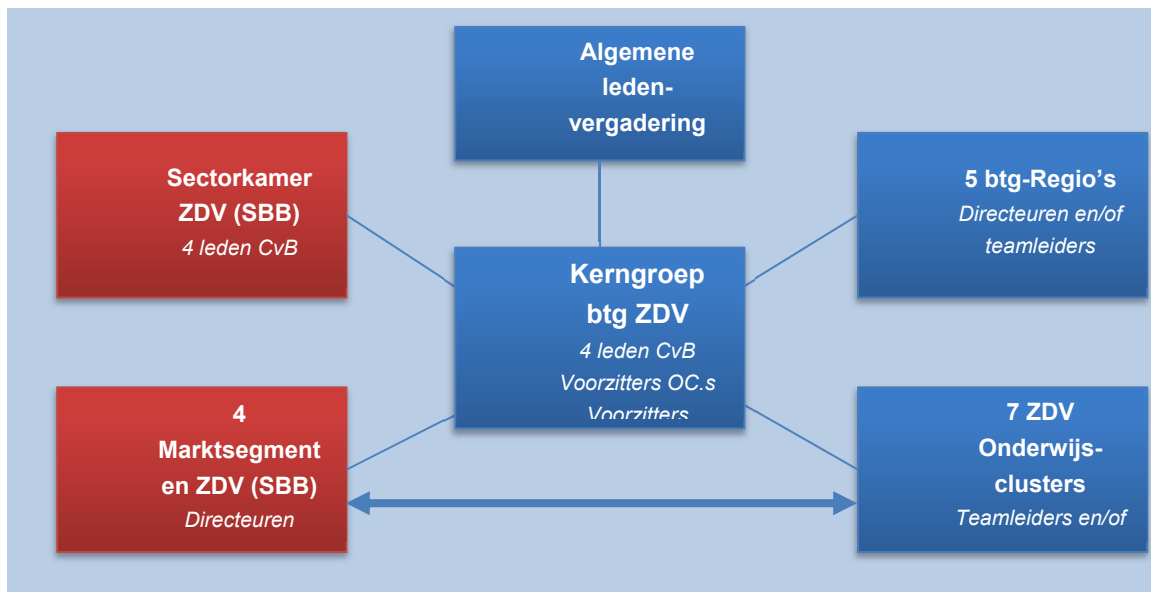 Algemene
leden-
vergadering
Sectorkamer
ZDV (SBB)
4 leden CvB
5 btg-Regio's
Directeuren en/of
teamleiders
Kerngroep
btg ZDV
4 leden CvB
Voorzitters OC.s
Voorzitters
4
Marktsegment
en ZDV (SBB)
Directeuren
7 ZDV
Onderwijs-
clusters
Teamleiders en/of